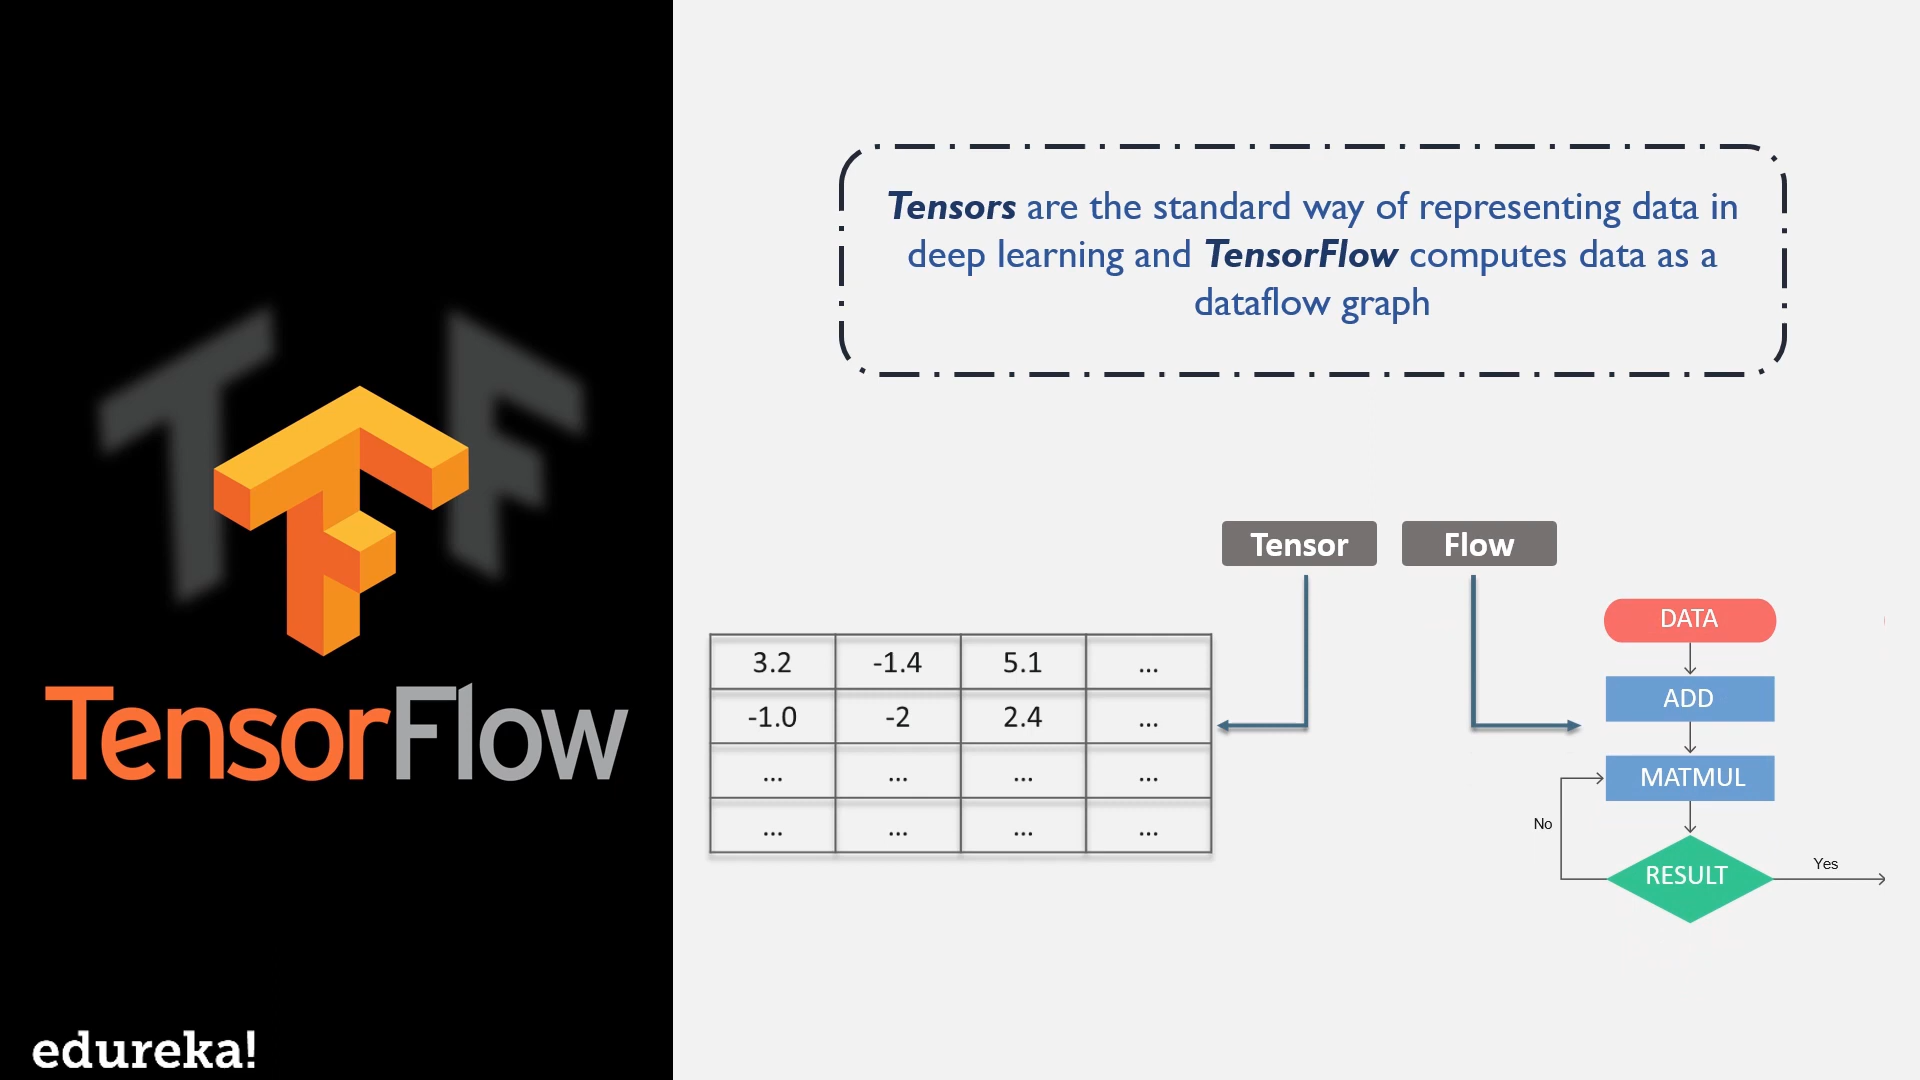 TensorFlow
edureka!
Tensors are the standard way of representing data in
deep learning and TensorFlow computes data as a
dataflow graph
Tensor Flow
3.2 -1.4 5.1 ...
-1.0 -2 2.4 ...
... ... ... ...
... ... ... ...
DATA
ADD
MATMUL
No
RESULT
Yes